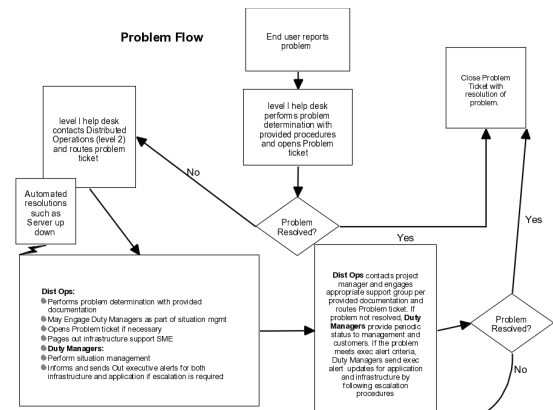 Problem Flow
End user reports
problem
Close Problem
Ticket with
resolution of
problem.
level I help desk
performs problem
determination with
provided procedures
and opens Problem
ticket
level I help desk
contacts Distributed
Operations (level 2)
and routes problem
ticket
No
Automated
resolutions
such as
Server up
down
Problem
Resolved?
Yes
Yes
Dist Ops:
Performs problem determination with provided
documentation
May Engage Duty Managers as part of situation mgmt
Opens Problem ticket if necessary
Pages out infrastructure support SME
Duty Managers:
Perform situation management
Informs and sends Out executive alerts for both
infrastructure and application if escalation is required
Dist Ops contacts project
manager and engages
appropriate support group per
provided documentation and
routes Problem ticket. If
problem not resolved, Duty
Managers provide periodic
status to management and
customers. If the problem
meets exec alert criteria,
Duty Managers send exec
alert updates for application
and infrastructure by
following escalation
procedures
Problem
Resolved?
No